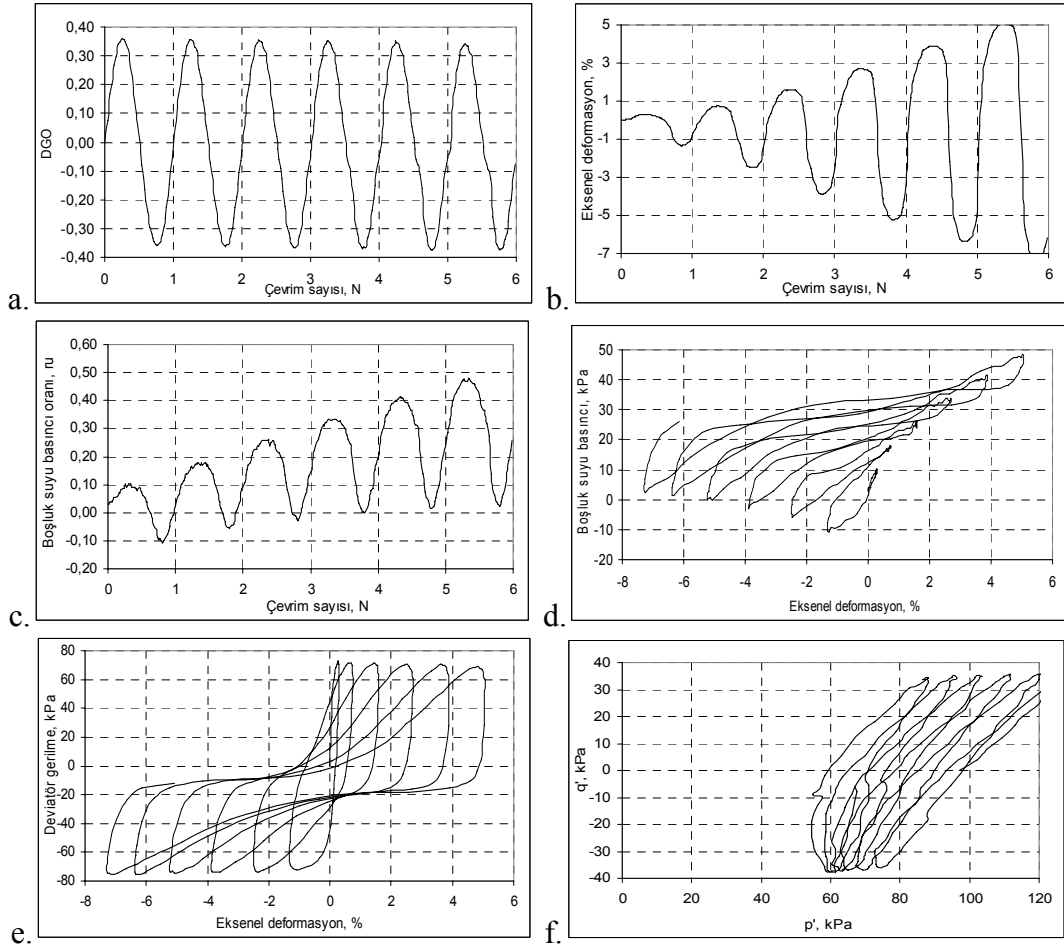 0,40
0,30
0,20
0,10
0,00
-0,10
-0,20
-0,30
-0,40
DGO
0 1 2 3 4 5 6
Çevrim sayısı, N
a.
5
3
1
-1
-3
-5
-7
Eksenel deformasyon, %
0 1 2 3 4 5 6
Çevrim sayısı, N
b.
0,60
0,50
0,40
0,30
0,20
0,10
0,00
-0,10
-0,20
Boşluk suyu basıncı oranı, ru
0 1 2 3 4 5 6
Çevrim sayısı, N
c.
50
40
30
20
10
0
-10
-20
Boşluk suyu basıncı, kPa
-8 -6 -4 -2 0 2 4 6
Eksenel deformasyon, %
d.
80
60
40
20
0
-20
-40
-60
-80
Deviatör gerilme, kPa
-8 -6 -4 -2 0 2 4 6
Eksenel deformasyon, %
e.
40
30
20
10
0
-10
-20
-30
-40
q', kPa
0 20 40 60 80 100 120
p', kPa
f.